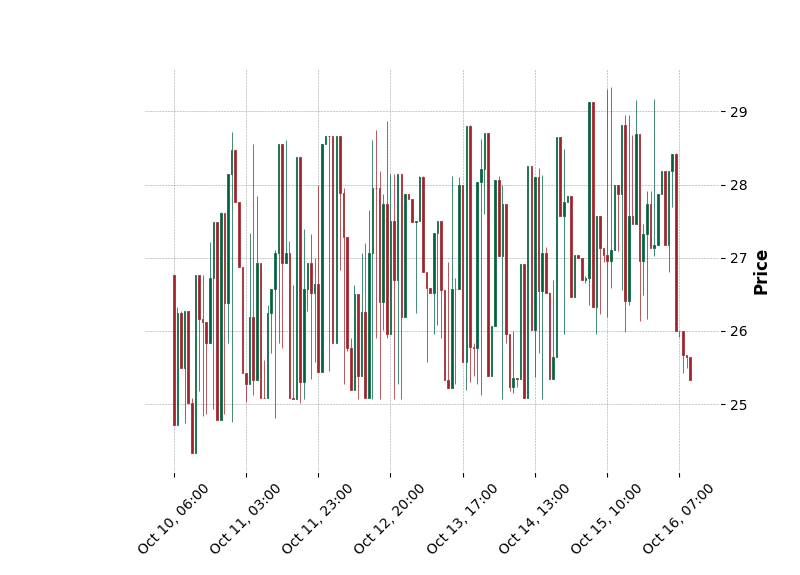 29
28
27
26
25
Price
Oct 10, 06:00
Oct 11, 03:00
Oct 11, 23:00
Oct 12, 20:00
Oct 13, 17:00
Oct 14, 13:00
Oct 15, 10:00
Oct 16, 07:00